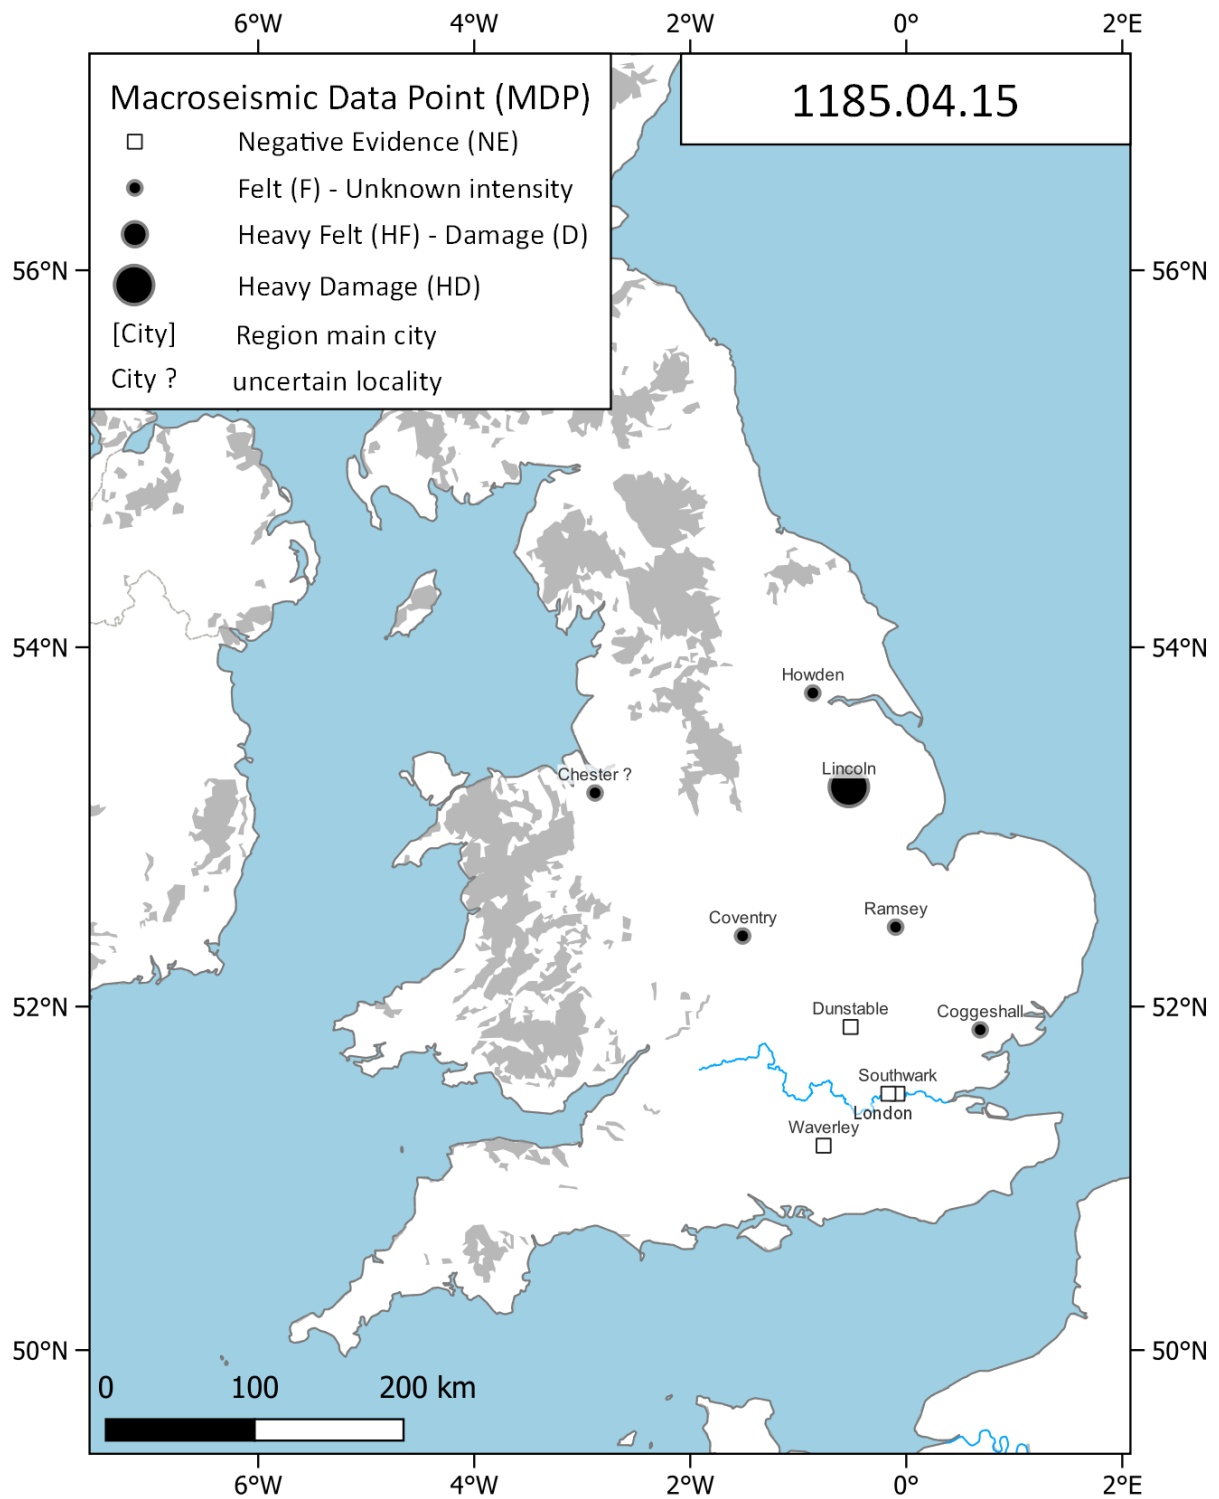 6°W 4°W 2°W 0° 2°E
Macroseismic Data Point (MDP)
1185.04.15
Negative Evidence (NE)
Felt (F) - Unknown intensity
Heavy Felt (HF) - Damage (D)
56°N 56°N
Heavy Damage (HD)
[City] Region main city
City ? uncertain locality
54°N 54°N
Howden
Lincoln
Chester ?
Ramsey
Coventry
52°N 52°N
Dunstable
Coggeshall
Southwark
London
Waverley
50°N 50°N
0 100 200 km
6°W 4°W 2°W 0° 2°E